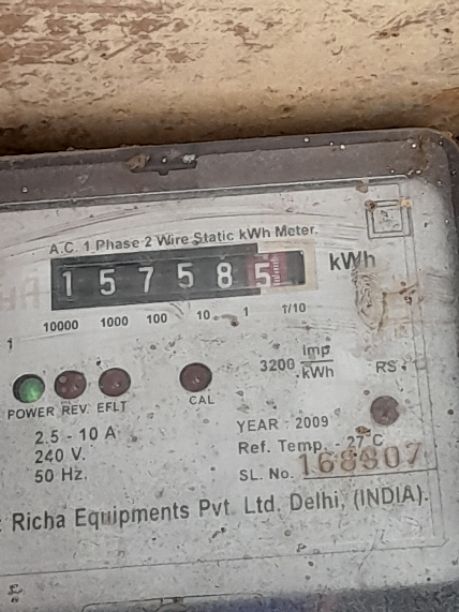 A.C. 1 Phase 2 Wire Static kWh Meter.
1 5 7 5 8 5 kWh
10000 1000 100 10 1 1/10
1
3200 imp/kWh
RS
POWER REV. EFLT CAL
2.5 - 10 A
240 V.
50 Hz.
YEAR - 2009
Ref. Temp. - 27°C
SL. No. 168807
: Richa Equipments Pvt. Ltd. Delhi, (INDIA).